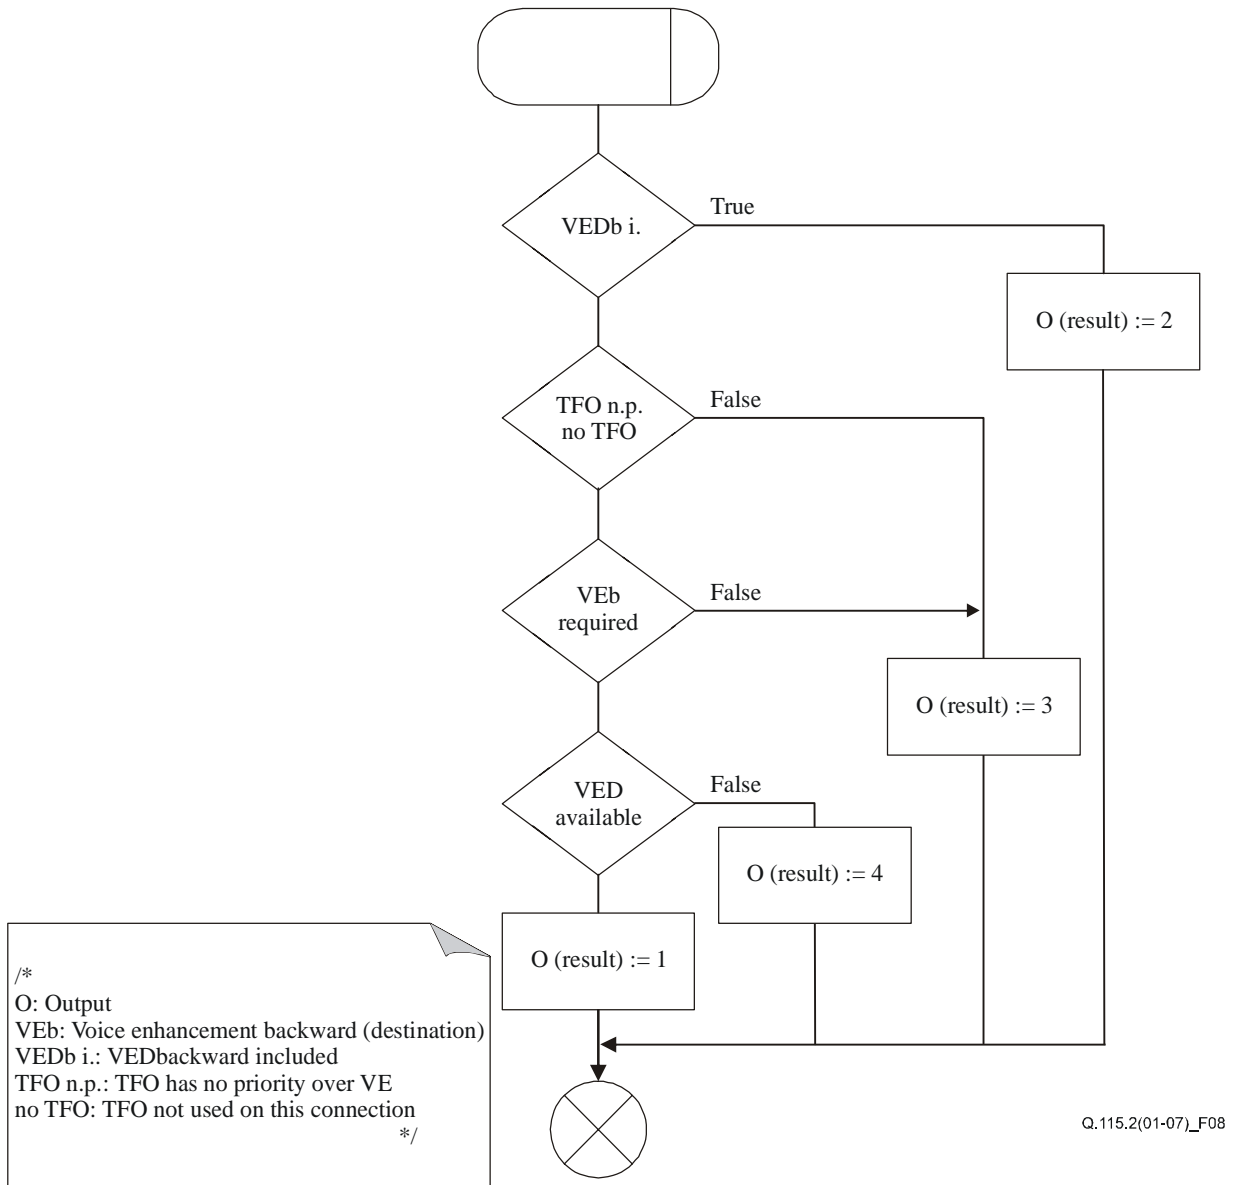 VEDb i.
True
O (result) := 2
TFO n.p.
no TFO
False
VEb
required
False
O (result) := 3
VED
available
False
O (result) := 4
O (result) := 1
/*
O: Output
VEb: Voice enhancement backward (destination)
VEDb i.: VEDbackward included
TFO n.p.: TFO has no priority over VE
no TFO: TFO not used on this connection
*/
Q.115.2(01-07)_F08